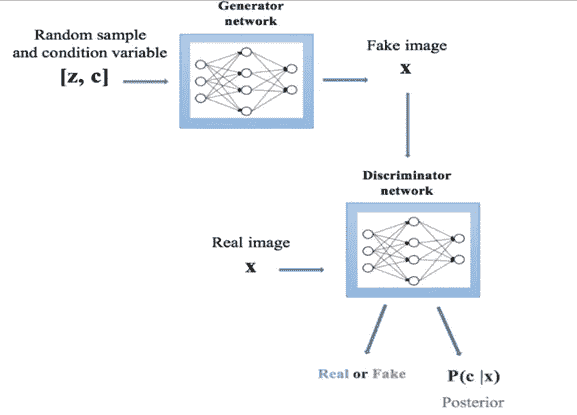 Generator
network
Random sample
and condition variable
[z, c]
Fake image
x
Discriminator
network
Real image
x
Real or Fake
P(c |x)
Posterior